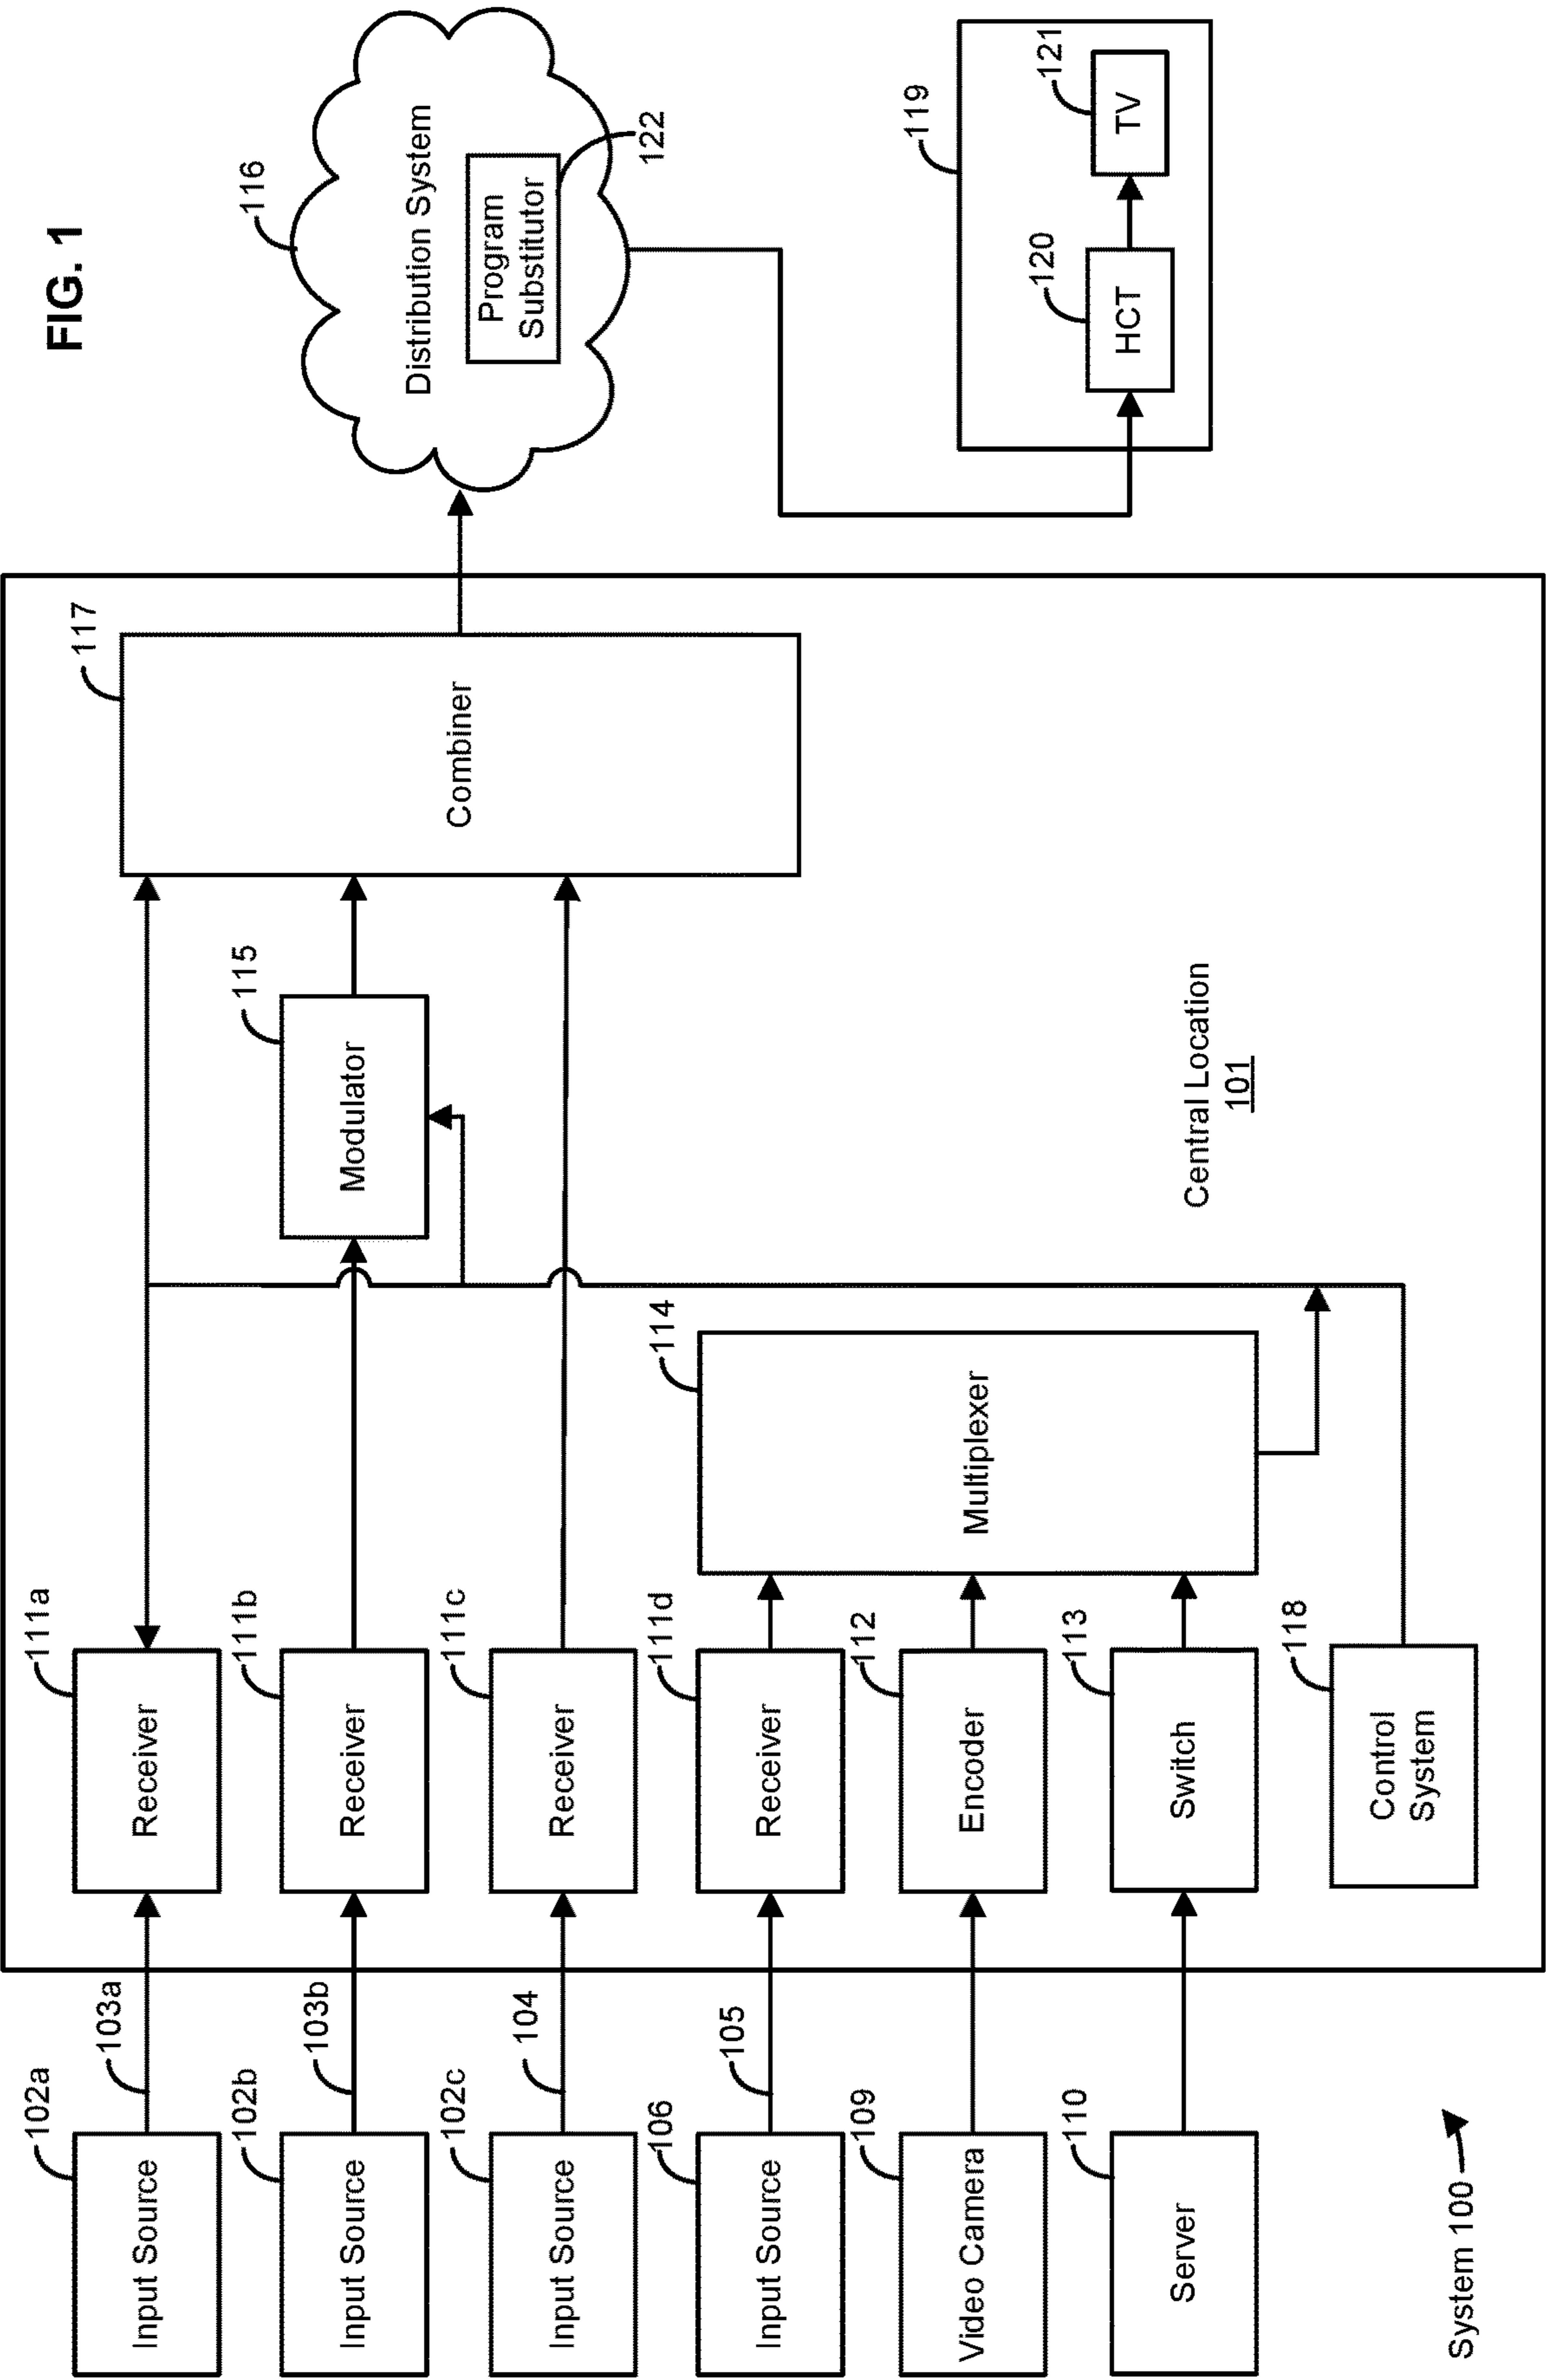 FIG. 1
102a
Input Source
103a
111a
Receiver
102b
Input Source
103b
111b
Receiver
115
Modulator
102c
Input Source
104
111c
Receiver
117
Combiner
106
Input Source
105
111d
Receiver
114
Multiplexer
109
Video Camera
112
Encoder
110
Server
113
Switch
118
Control
System
Central Location
101
116
Distribution System
Program
Substitutor
122
119
120
HCT
121
TV
System 100